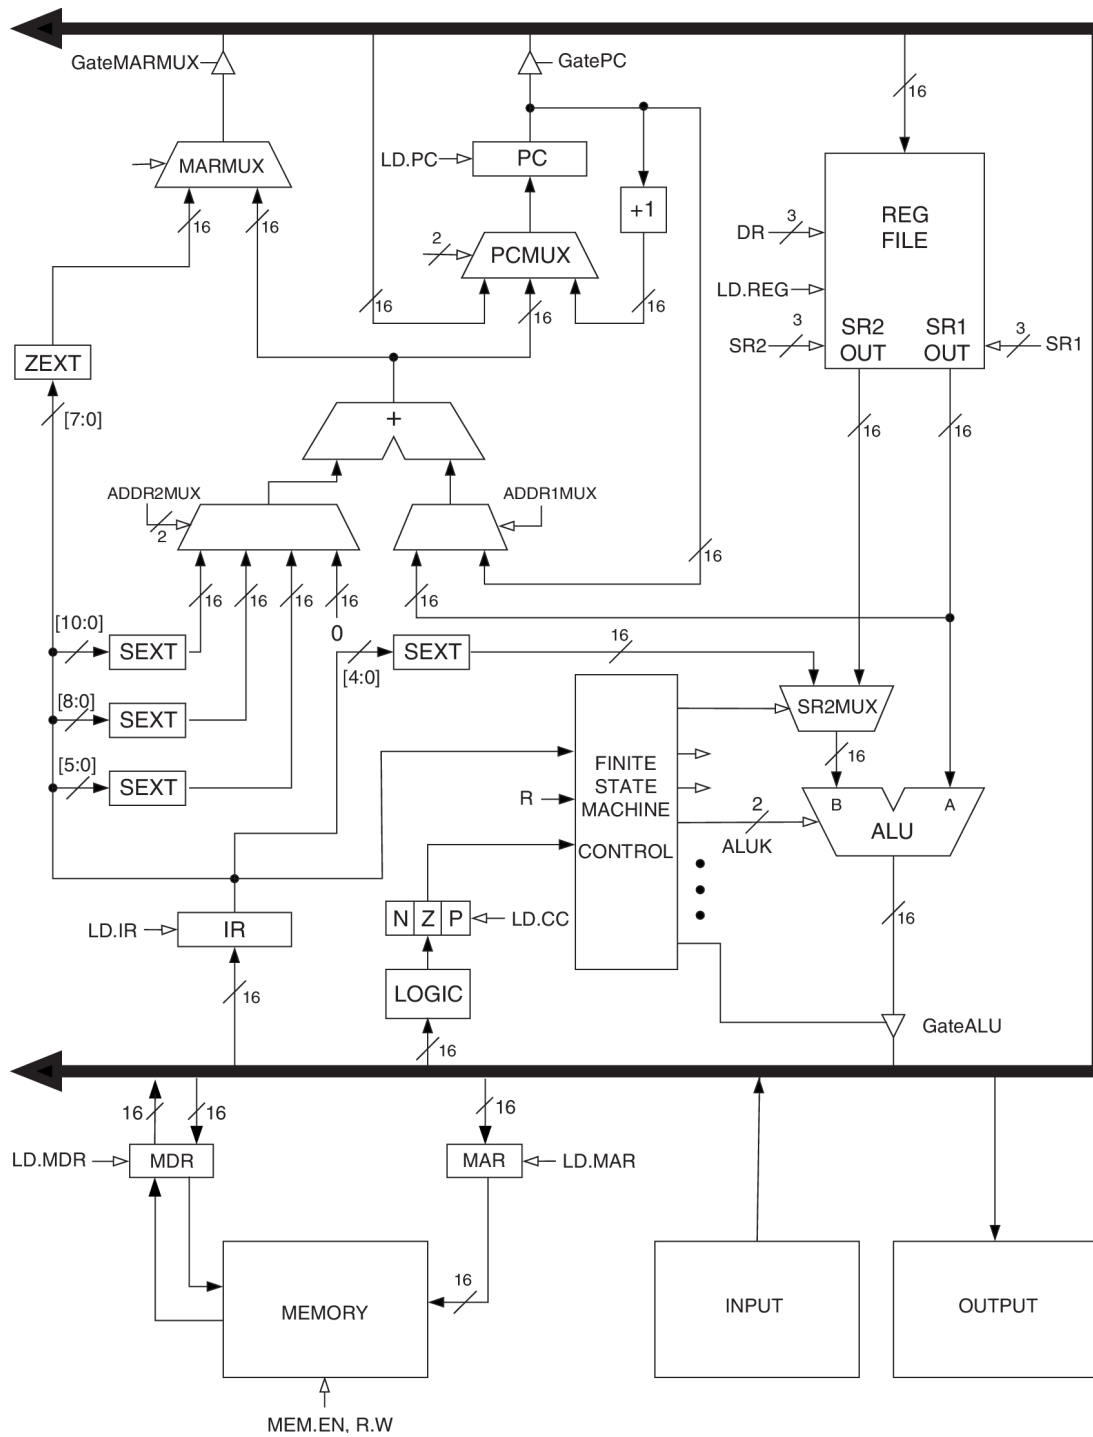 GateMARMUX
GatePC
16
MARMUX
LD.PC
PC
+1
REG
FILE
3
DR
2
PCMUX
16
16
LD.REG
16
16
16
3
SR2
SR2
OUT
SR1
OUT
3
SR1
ZEXT
[7:0]
+
16
16
ADDR2MUX
2
ADDR1MUX
16
16
16
16
16
16
[10:0]
SEXT
0
[4:0]
SEXT
16
[8:0]
SEXT
SR2MUX
16
[5:0]
SEXT
FINITE
STATE
MACHINE
CONTROL
R
B
A
ALU
2
ALUK
N Z P
LD.CC
LD.IR
IR
16
LOGIC
16
16
GateALU
16
16
16
LD.MDR
MDR
MAR
LD.MAR
16
MEMORY
INPUT
OUTPUT
MEM.EN, R.W